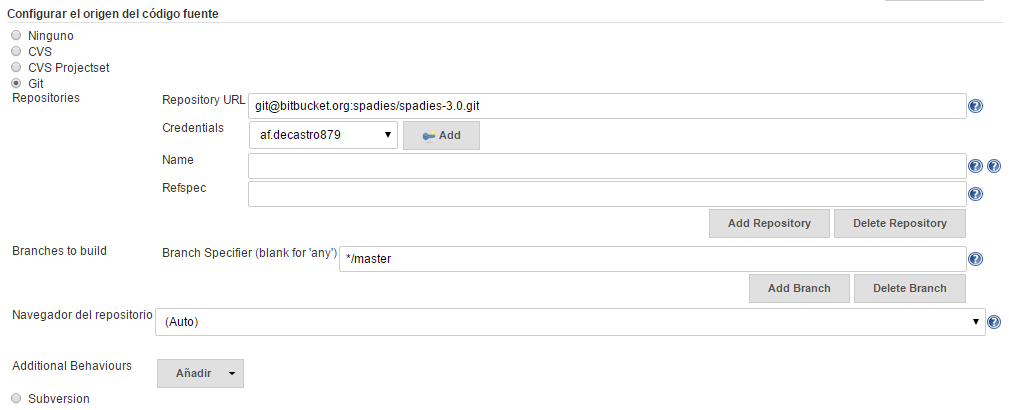 Configurar el origen del código fuente
Ninguno
CVS
CVS Projectset
Git
Repositories
Repository URL git@bitbucket.org:spadies/spadies-3.0.git
Credentials af.decastro879 Add
Name
Refspec
Add Repository Delete Repository
Branches to build Branch Specifier (blank for 'any') */master
Add Branch Delete Branch
Navegador del repositorio (Auto)
Additional Behaviours Añadir
Subversion